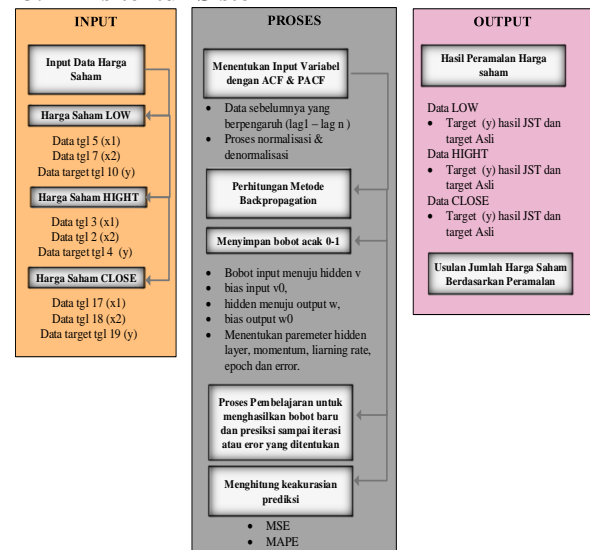 INPUT
Input Data Harga
Saham
Harga Saham LOW
Data tgl 5 (x1)
Data tgl 7 (x2)
Data target tgl 10 (y)
Harga Saham HIGHT
Data tgl 3 (x1)
Data tgl 2 (x2)
Data target tgl 4 (y)
Harga Saham CLOSE
Data tgl 17 (x1)
Data tgl 18 (x2)
Data target tgl 19 (y)
PROSES
Menentukan Input Variabel
dengan ACF & PACF
• Data sebelumnya yang
berpengaruh (lag1 – lag n )
• Proses normalisasi &
denormalisasi
Perhitungan Metode
Backpropagation
Menyimpan bobot acak 0-1
• Bobot input menuju hidden v
• bias input v0,
• hidden menuju output w,
• bias output w0
• Menentukan paremeter hidden
layer, momentum, liarning rate,
epoch dan error.
Proses Pembelajaran untuk
menghasilkan bobot baru
dan presiksi sampai iterasi
atau eror yang ditentukan
Menghitung keakurasian
prediksi
• MSE
• MAPE
OUTPUT
Hasil Peramalan Harga
saham
Data LOW
• Target (y) hasil JST dan
target Asli
Data HIGHT
• Target (y) hasil JST dan
target Asli
Data CLOSE
• Target (y) hasil JST dan
target Asli
Usulan Jumlah Harga Saham
Berdasarkan Peramalan